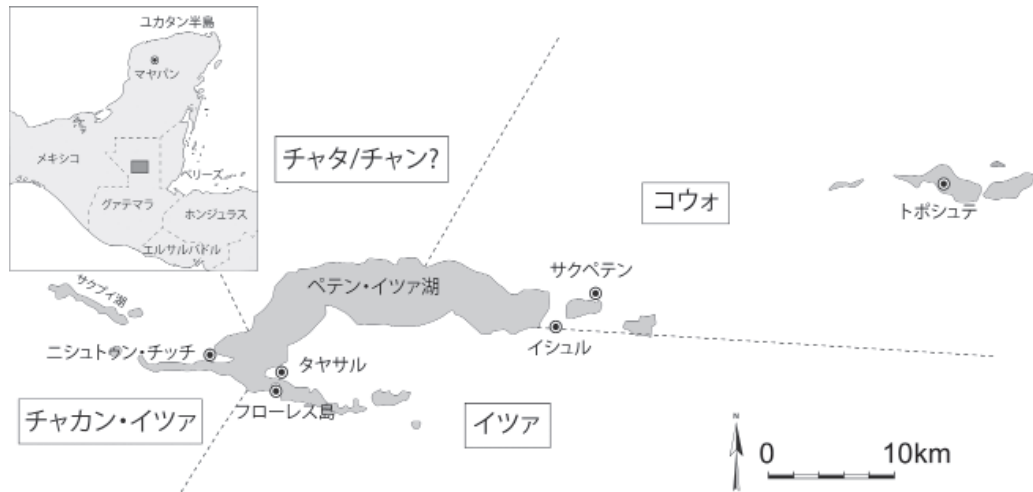 ユカタン半島
マヤパン
メキシコ
ベリーズ
グァテマラ
ホンジュラス
エルサルバドル
チャタ/チャン?
コウォ
トポシュテ
サクペテン
ペテン・イツァ湖
サクプイ湖
イシュル
ニシュトゥン・チッチ
タヤサル
フローレス島
チャカン・イツァ
イツァ
N
0 10km